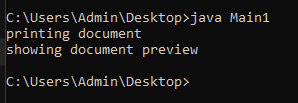 C:\Users\Admin\Desktop>java Main1
printing document
showing document preview
C:\Users\Admin\Desktop>